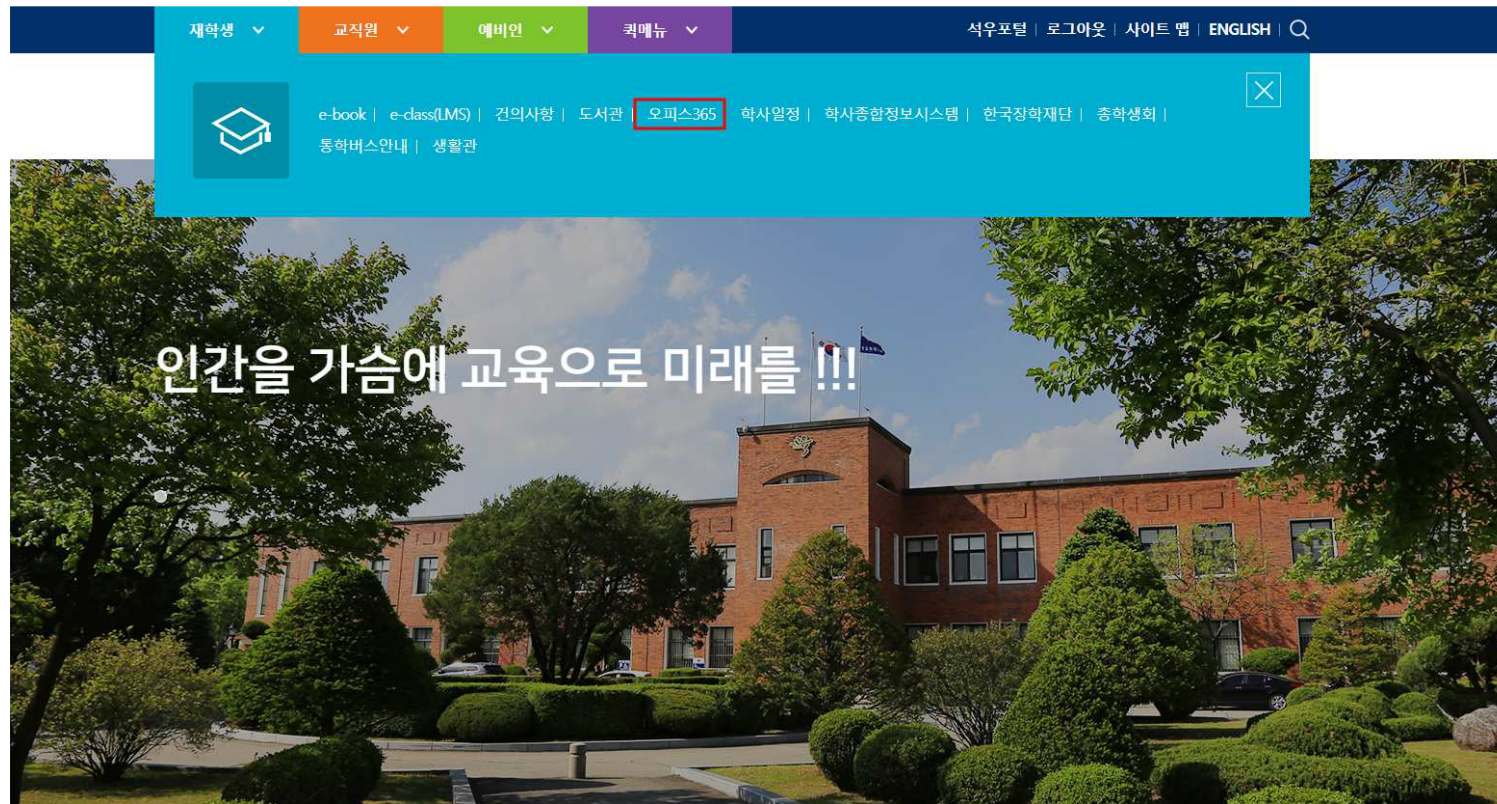 재학생 교직원 예비인 퀵메뉴 석우포털 | 로그아웃 | 사이트 맵 | ENGLISH |
e-book | e-class(LMS) | 건의사항 | 도서관 | 오피스365 학사일정 | 학사종합정보시스템 | 한국장학재단 | 총학생회 |
통학버스안내 | 생활관
인간을 가슴에 교육으로 미래를 !!!